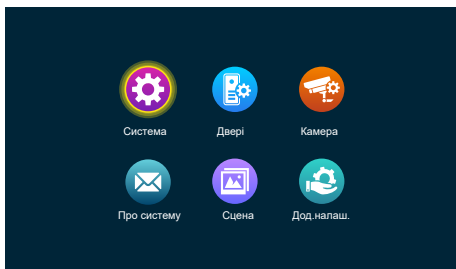 Система
Двері
Камера
Про систему
Сцена
Дод.налаш.